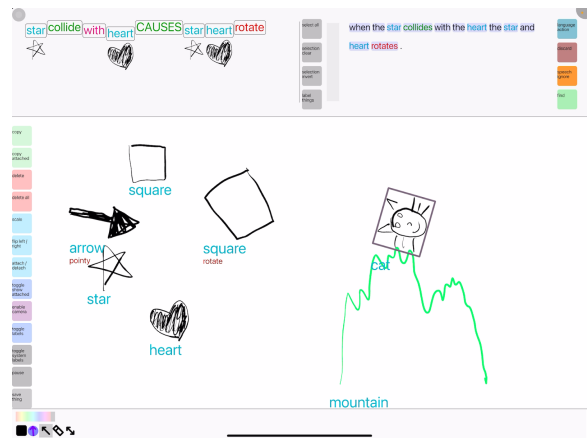 star collide with heart CAUSES star heart rotate
select all
selection clear
selection invert
label things
when the star collides with the heart the star and
heart rotates .
language action
discard
speech ignore
copy
copy attached
delete
delete all
flip left / right
attach / detach
toggle show attached
enable camera
toggle labels
toggle system labels
pause
save thing
square
arrow
pointy
star
square
rotate
heart
cat
mountain